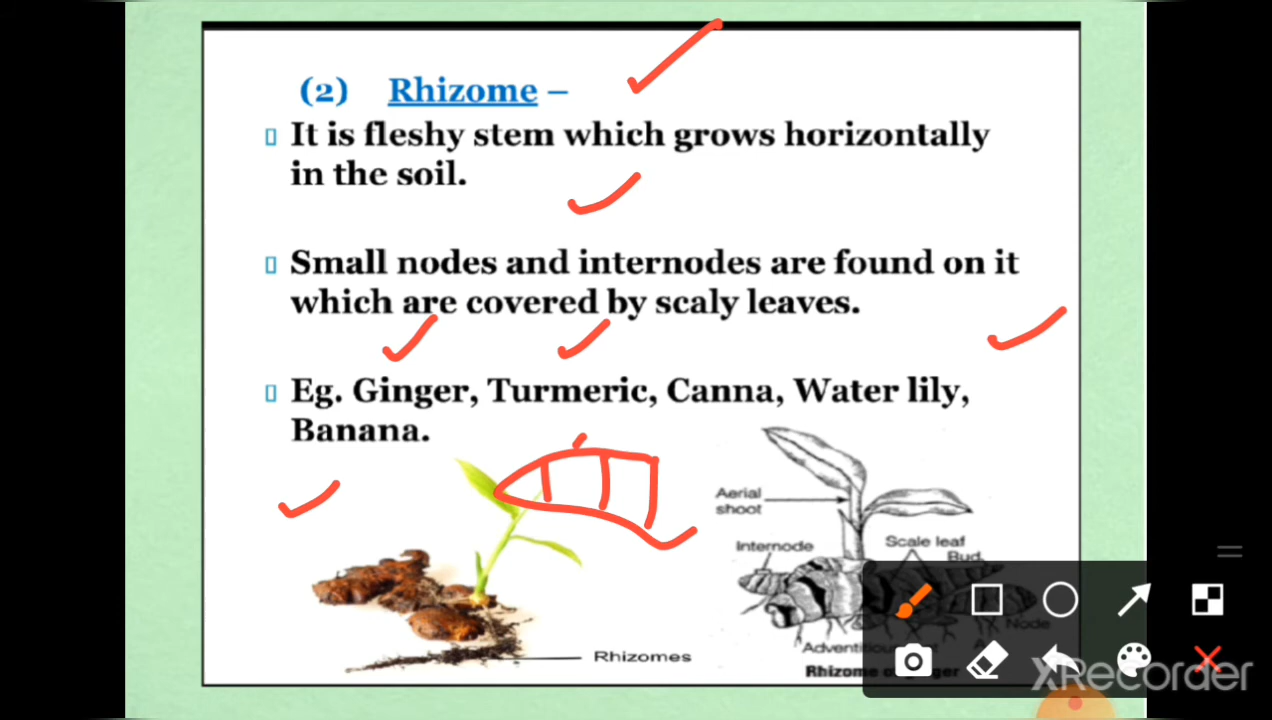 (2) Rhizome –
It is fleshy stem which grows horizontally
in the soil.
Small nodes and internodes are found on it
which are covered by scaly leaves.
Eg. Ginger, Turmeric, Canna, Water lily,
Banana.
Aerial
shoot
Internode
Scale leaf
Bud
Node
Rhizomes
XRecorder